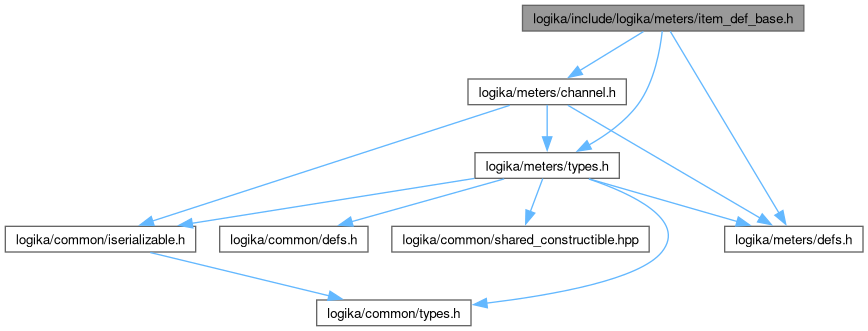 logika/include/logika/meters/item_def_base.h
logika/meters/channel.h
logika/meters/types.h
logika/common/iserializable.h
logika/common/defs.h
logika/common/shared_constructible.hpp
logika/meters/defs.h
logika/common/types.h